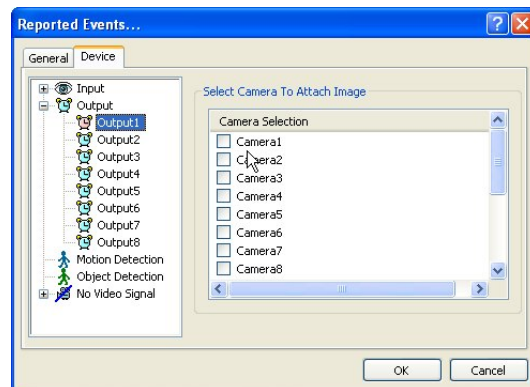 Reported Events...
General
Device
Input
Output
Output1
Output2
Output3
Output4
Output5
Output6
Output7
Output8
Motion Detection
Object Detection
No Video Signal
Select Camera To Attach Image
Camera Selection
Camera1
Camera2
Camera3
Camera4
Camera5
Camera6
Camera7
Camera8
OK
Cancel